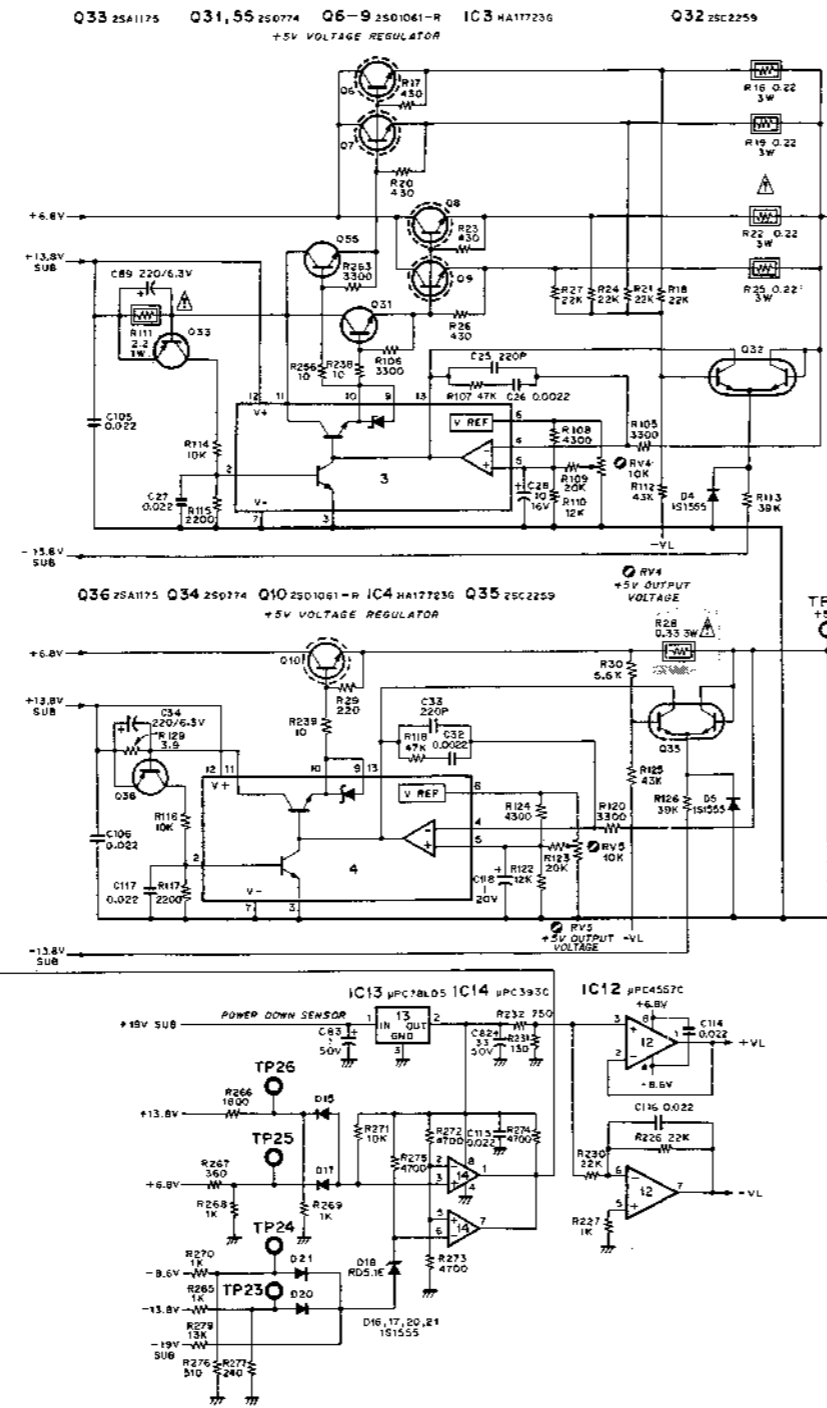 Q33 2SA1175 Q31,55 2SD774 Q6-9 2SD1061-R IC3 HA17723G Q32 2SC2259
+5V VOLTAGE REGULATOR
Q6
R17
430
R16 0.22
3W
Q7
R19 0.22
3W
R20
430
Q8
+6.8V
R23
430
R22 0.22
3W
+13.8V
SUB
Q55
Q9
C89 220/6.3V
R263
3300
R27
22K
R24
22K
R21
22K
R18
22K
R25 0.22
3W
Q31
R26
430
Q33
R111
2.2
1W
R106
3300
Q32
R256
10
R238
10
C25 220P
R107 47K
C26 0.0022
12
11
10
9
13
V+
C105
0.022
V REF
6
R108
4300
R105
3300
R114
10K
4
RV4
10K
2
5
3
R109
20K
R112
43K
C27
0.022
R115
2200
C28
10
16V
R110
12K
D4
1S1555
R113
39K
V-
7
3
-VL
-13.8V
SUB
RV4
+5V OUTPUT
VOLTAGE
Q36 2SA1175 Q34 2SD774 Q10 2SD1061-R IC4 HA17723G Q35 2SC2259
+5V VOLTAGE REGULATOR
R28
0.33 3W
+6.8V
Q10
R30
5.6K
+13.8V
SUB
R29
220
C34
220/6.3V
R239
10
C33
220P
R129
3.9
R118
47K
C32
0.0022
Q35
12
11
10
9
13
R125
43K
Q36
V+
V REF
6
R124
4300
R120
3300
R126
39K
D5
1S1555
R116
10K
C106
0.022
4
RV5
10K
2
5
4
R123
20K
C117
0.022
R117
2200
C118
1
20V
R122
12K
V-
7
3
RV5
+5V OUTPUT
VOLTAGE
-VL
-13.8V
SUB
IC13 µPC78L05 IC14 µPC393C IC12 µPC4557C
+19V SUB
POWER DOWN SENSOR
1
IN
13
OUT
2
GND
3
R232 750
+6.8V
C83
50V
C82
33
50V
R231
130
3
8
1
C114
0.022
+VL
2
12
4
-8.6V
TP26
R266
1800
+13.8V
D15
C116 0.022
TP25
R271
10K
R272
4700
C115
0.022
R274
4700
R226 22K
R267
360
+6.8V
D17
R275
4700
2
8
1
3
14
4
R230
22K
6
12
7
-VL
5
R268
1K
R269
1K
R227
1K
TP24
5
7
6
14
R270
1K
-8.6V
D21
D18
RD5.1E
R273
4700
R265
1K
TP23
D20
-13.8V
R279
13K
-19V
SUB
D16,17,20,21
1S1555
R276
510
R277
240